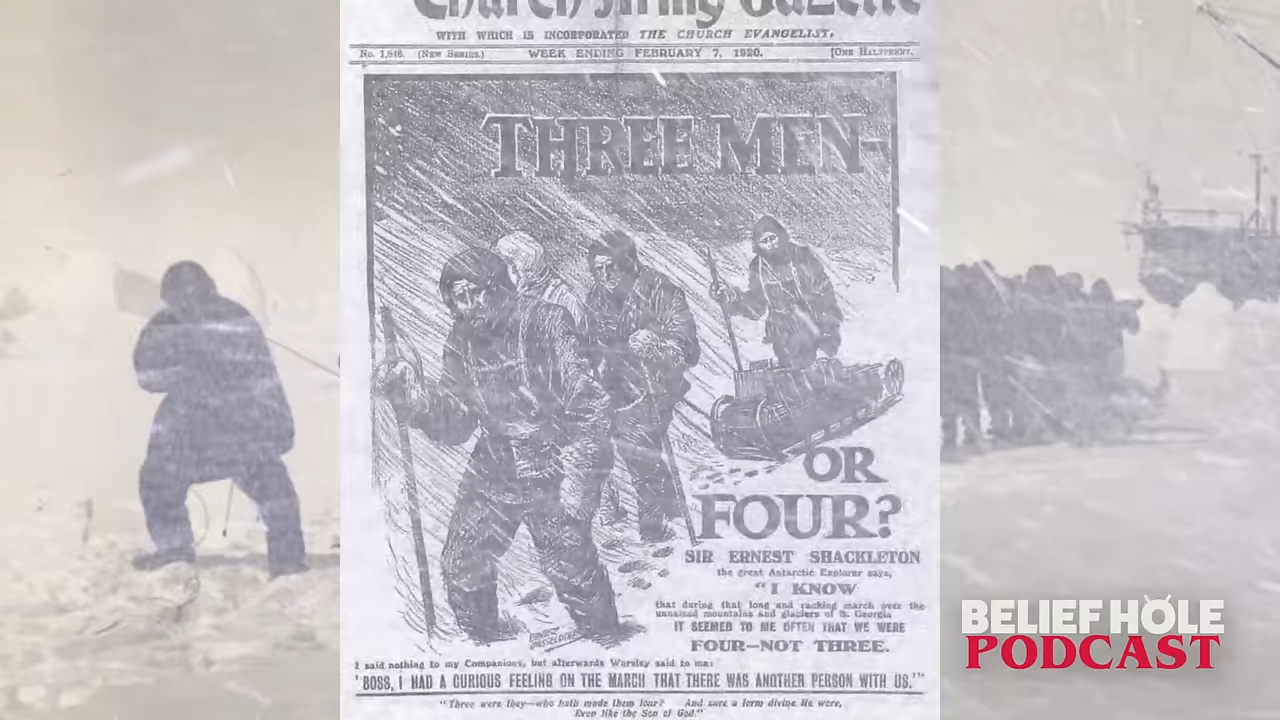 Church Army Gazette
WITH WHICH IS INCORPORATED THE CHURCH EVANGELIST,
No. 1,846. (New Series.) WEEK ENDING FEBRUARY 7, 1920. [One Halfpenny.
THREE MEN-
OR
FOUR?
SIR ERNEST SHACKLETON
the great Antarctic Explorer says,
"I KNOW
that during that long and racking march over the
unnamed mountains and glaciers of S. Georgia
IT SEEMED TO ME OFTEN THAT WE WERE
FOUR—NOT THREE.
I said nothing to my Companions, but afterwards Worsley said to me:
'BOSS, I HAD A CURIOUS FEELING ON THE MARCH THAT THERE WAS ANOTHER PERSON WITH US.'"
"Three were they—who hath made them four? And sure a form divine He wore,
Even like the Son of God."
BELIEF HOLE
PODCAST